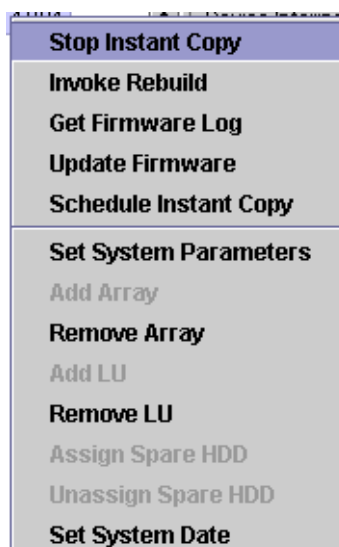 Stop Instant Copy
Invoke Rebuild
Get Firmware Log
Update Firmware
Schedule Instant Copy
Set System Parameters
Add Array
Remove Array
Add LU
Remove LU
Assign Spare HDD
Unassign Spare HDD
Set System Date